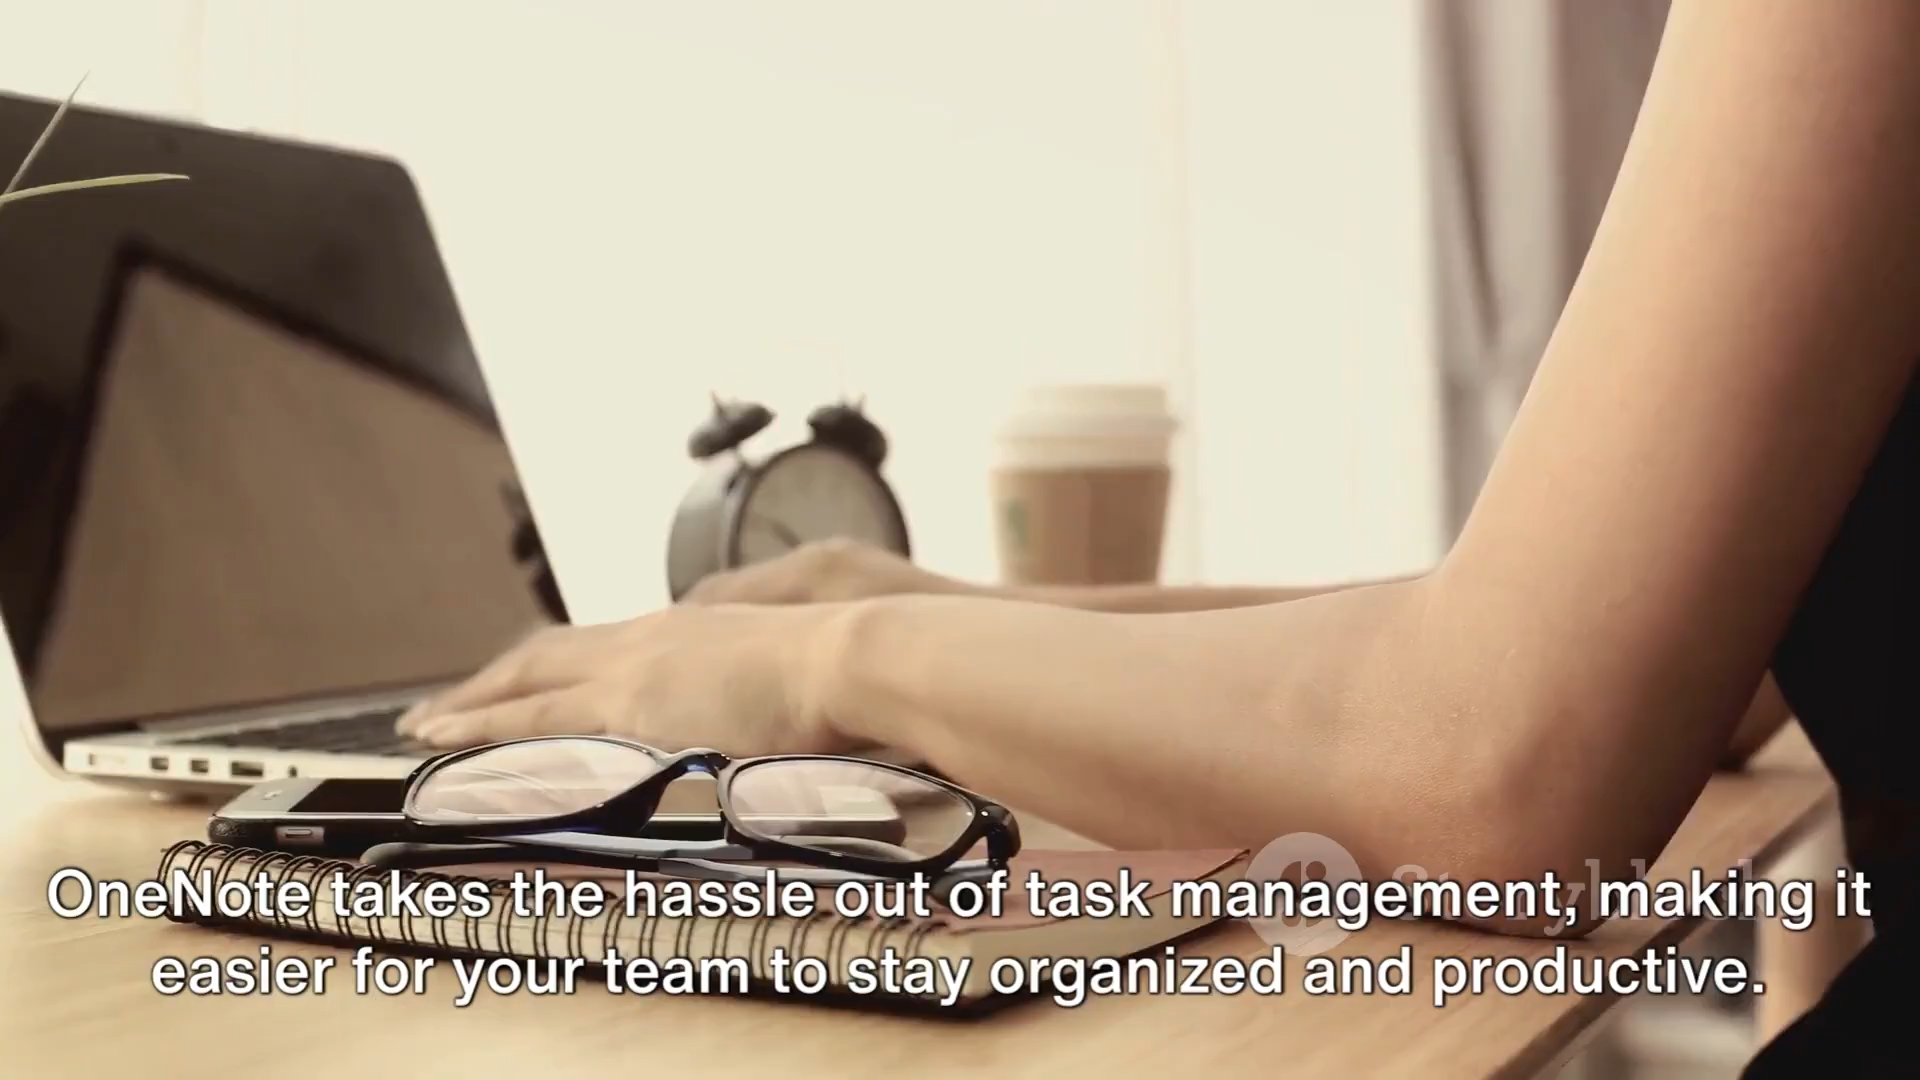 OneNote takes the hassle out of task management, making it
easier for your team to stay organized and productive.